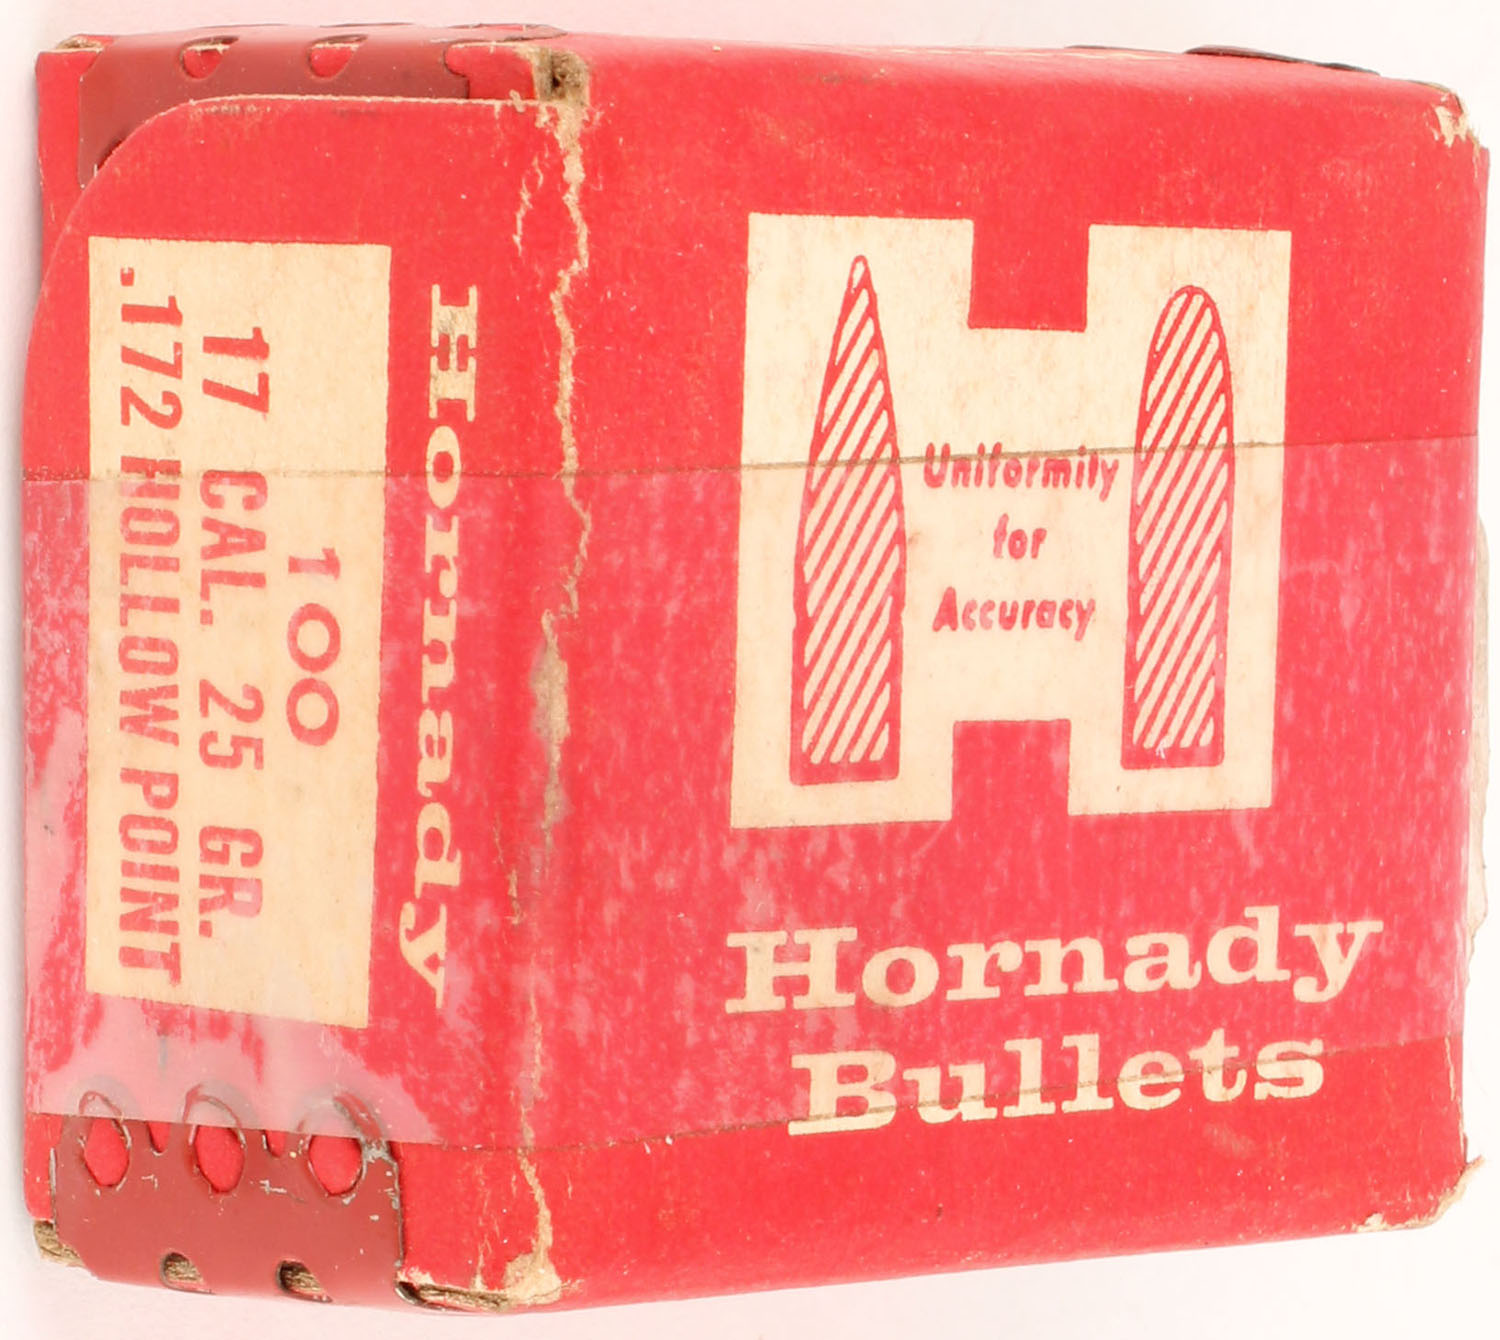 Hornady
100
17 CAL. 25 GR.
.172 HOLLOW POINT
Uniformity
for
Accuracy
Hornady
Bullets